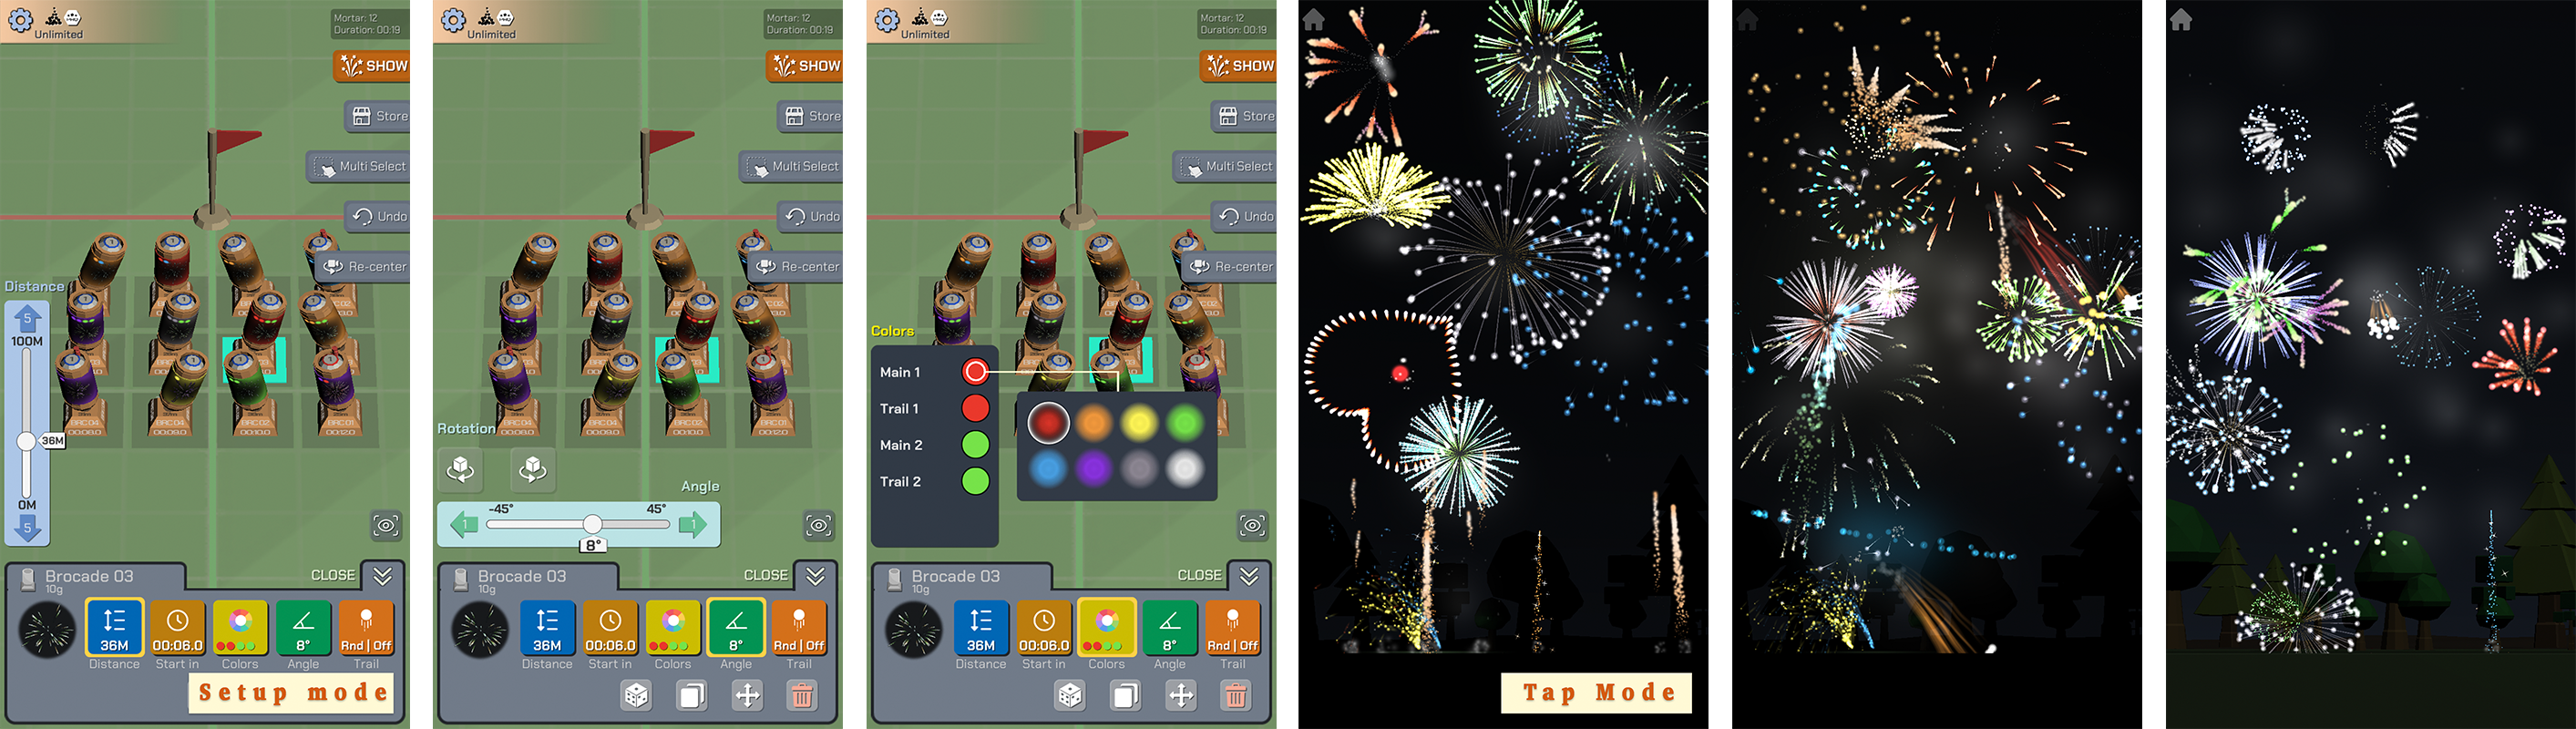 Unlimited
Mortar: 12
Duration: 00:19
SHOW
Store
Multi Select
Undo
Re-center
Distance
5
100M
36M
0M
5
Brocade 03
10g
CLOSE
36M
00:06.0
8°
Rnd | Off
Distance
Start in
Colors
Angle
Trail
Setup mode
Unlimited
Mortar: 12
Duration: 00:19
SHOW
Store
Multi Select
Undo
Re-center
Rotation
Angle
-45°
45°
1
1
8°
Brocade 03
10g
CLOSE
36M
00:06.0
8°
Rnd | Off
Distance
Start in
Colors
Angle
Trail
Unlimited
Mortar: 12
Duration: 00:19
SHOW
Store
Multi Select
Undo
Re-center
Colors
Main 1
Trail 1
Main 2
Trail 2
Brocade 03
10g
CLOSE
36M
00:06.0
8°
Rnd | Off
Distance
Start in
Colors
Angle
Trail
Tap Mode